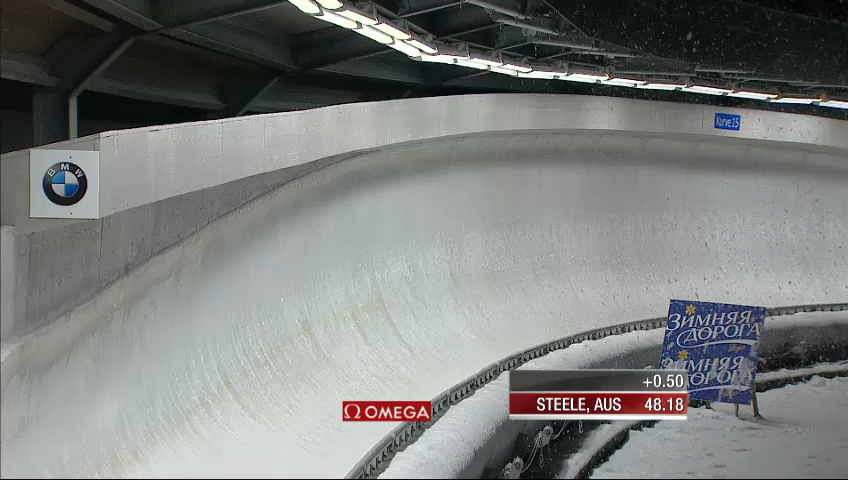 Kurve 15
BMW
ЗИМНЯЯ
ДОРОГА
ЗИМНЯЯ
ДОРОГА
+0.50
STEELE, AUS 48.18
Ω OMEGA